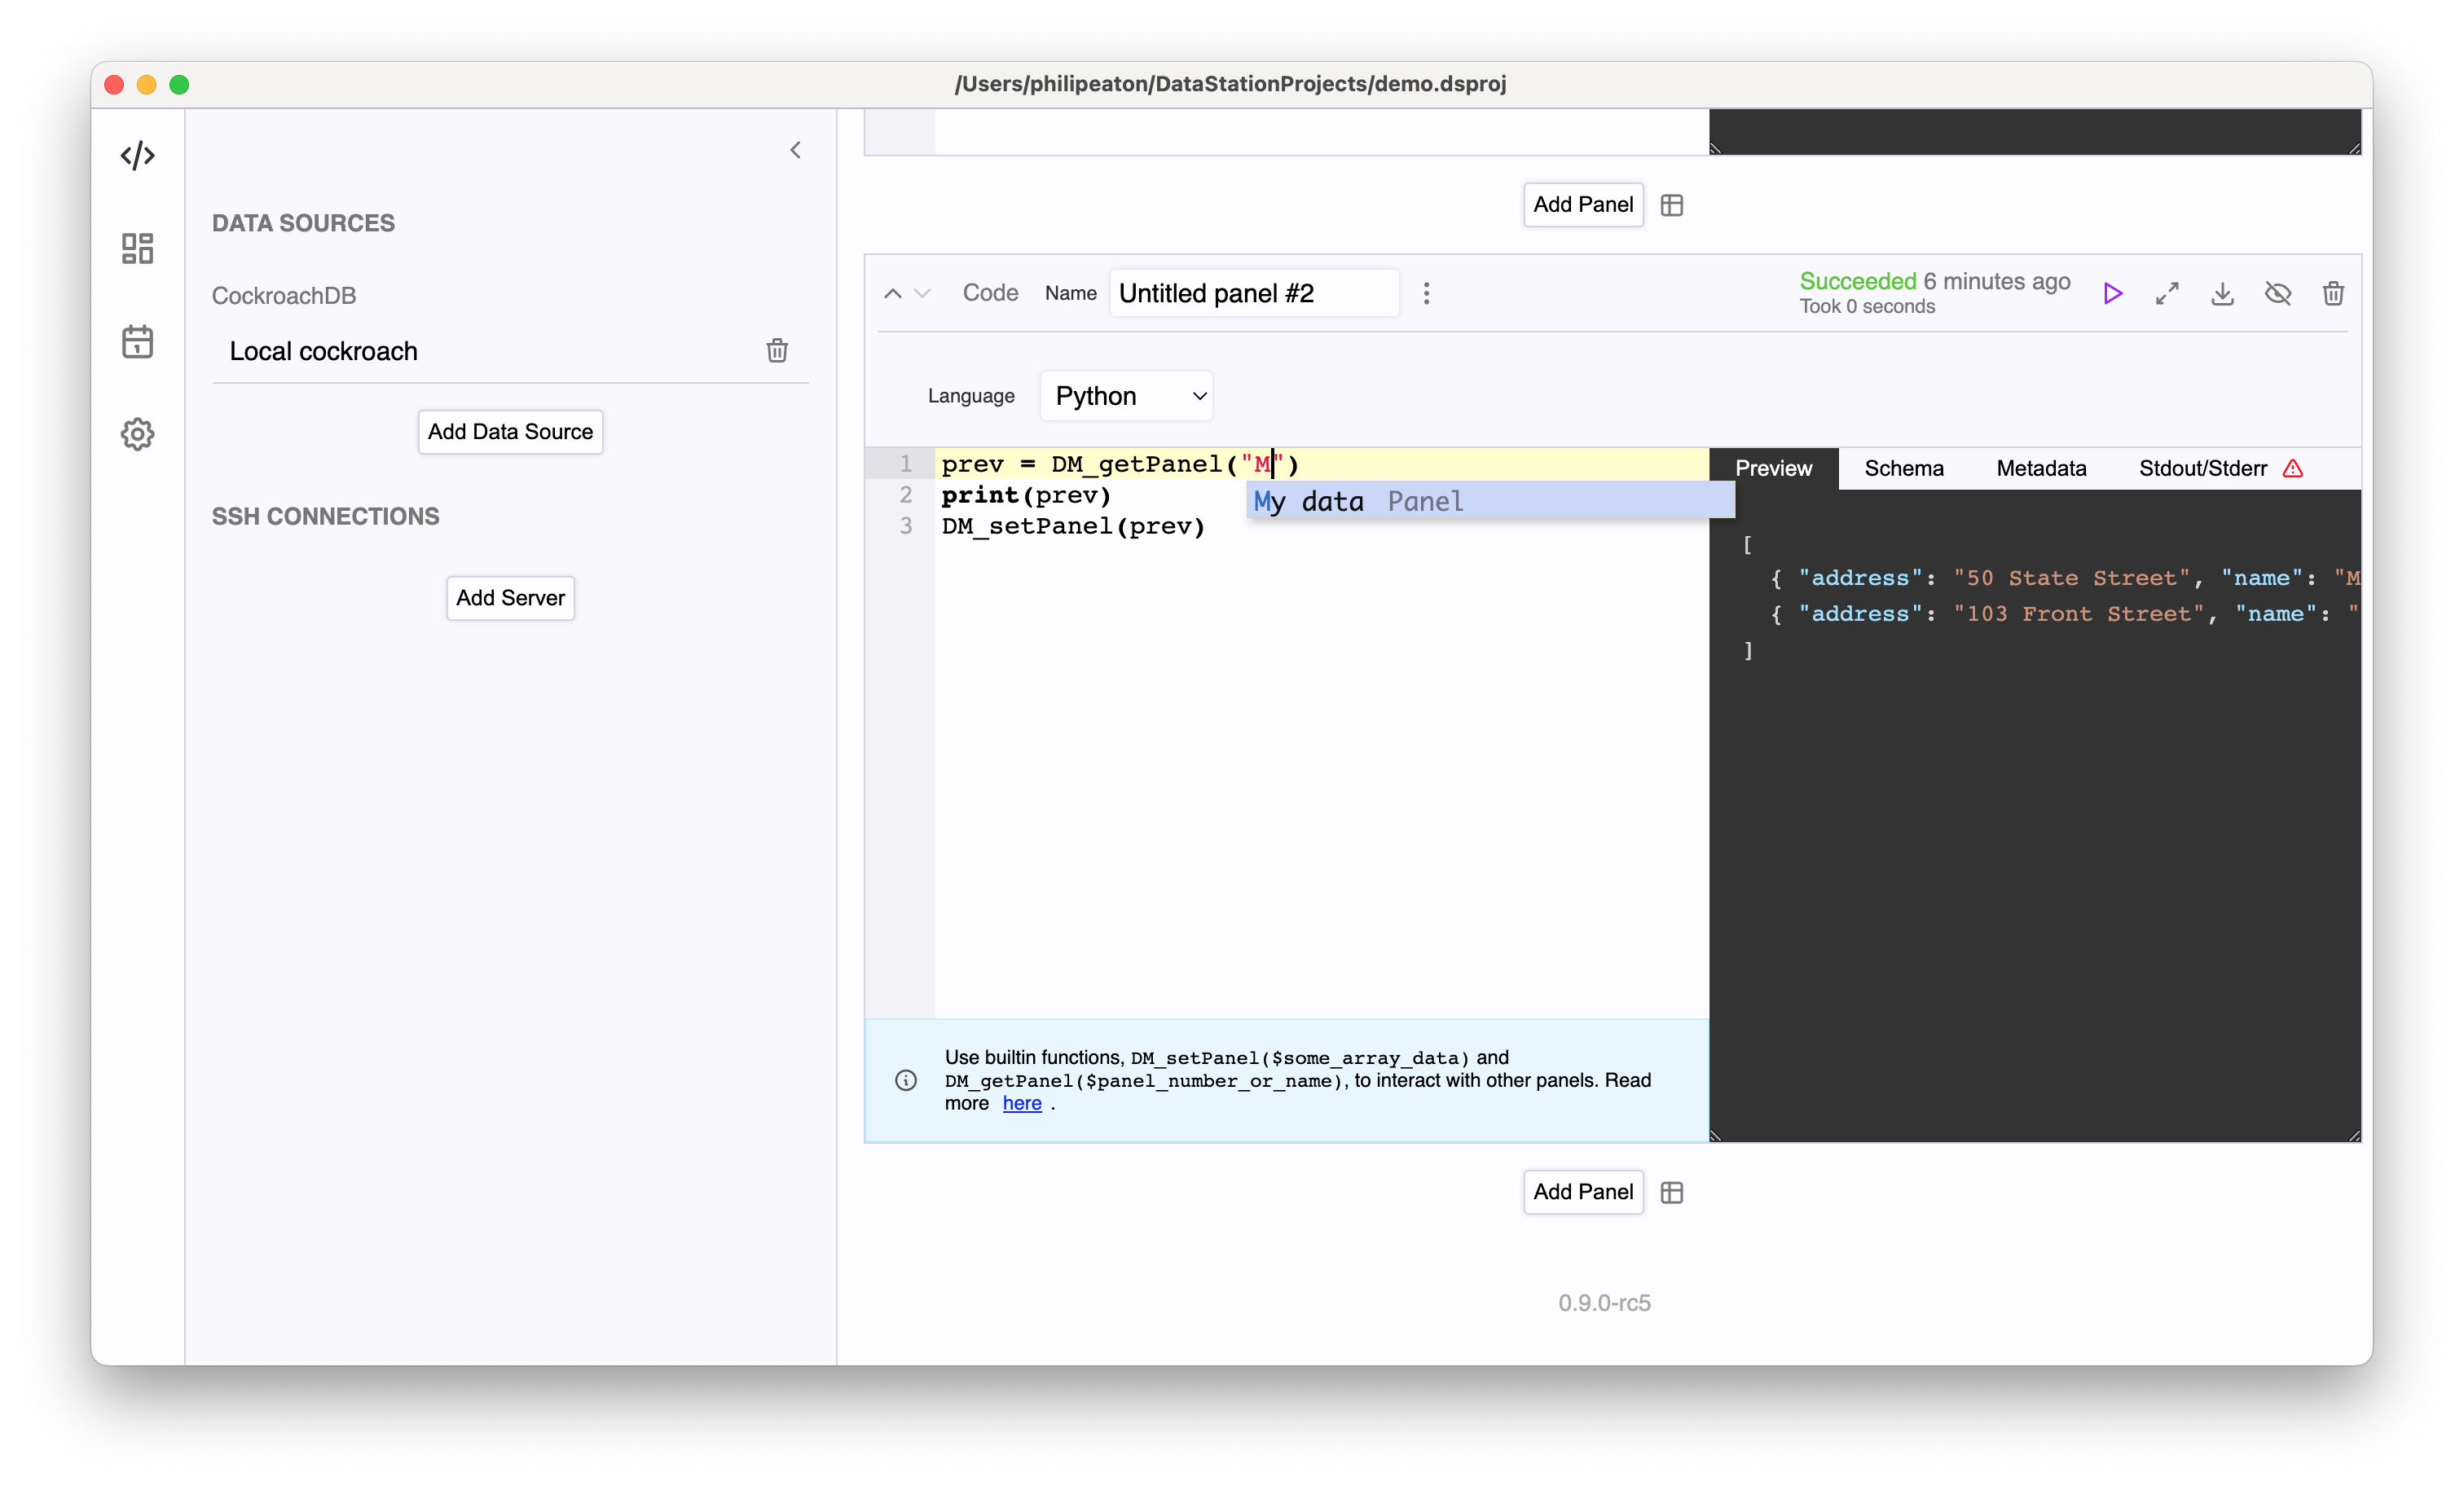 /Users/philipeaton/DataStationProjects/demo.dsproj
DATA SOURCES
CockroachDB
Local cockroach
Add Data Source
SSH CONNECTIONS
Add Server
Add Panel
Code Name Untitled panel #2
Succeeded 6 minutes ago
Took 0 seconds
Language Python
1 prev = DM_getPanel("M")
My data Panel
2 print(prev)
3 DM_setPanel(prev)
Preview Schema Metadata Stdout/Stderr
[
{ "address": "50 State Street", "name": "M
{ "address": "103 Front Street", "name": "
]
Use builtin functions, DM_setPanel($some_array_data) and
DM_getPanel($panel_number_or_name), to interact with other panels. Read
more here .
Add Panel
0.9.0-rc5